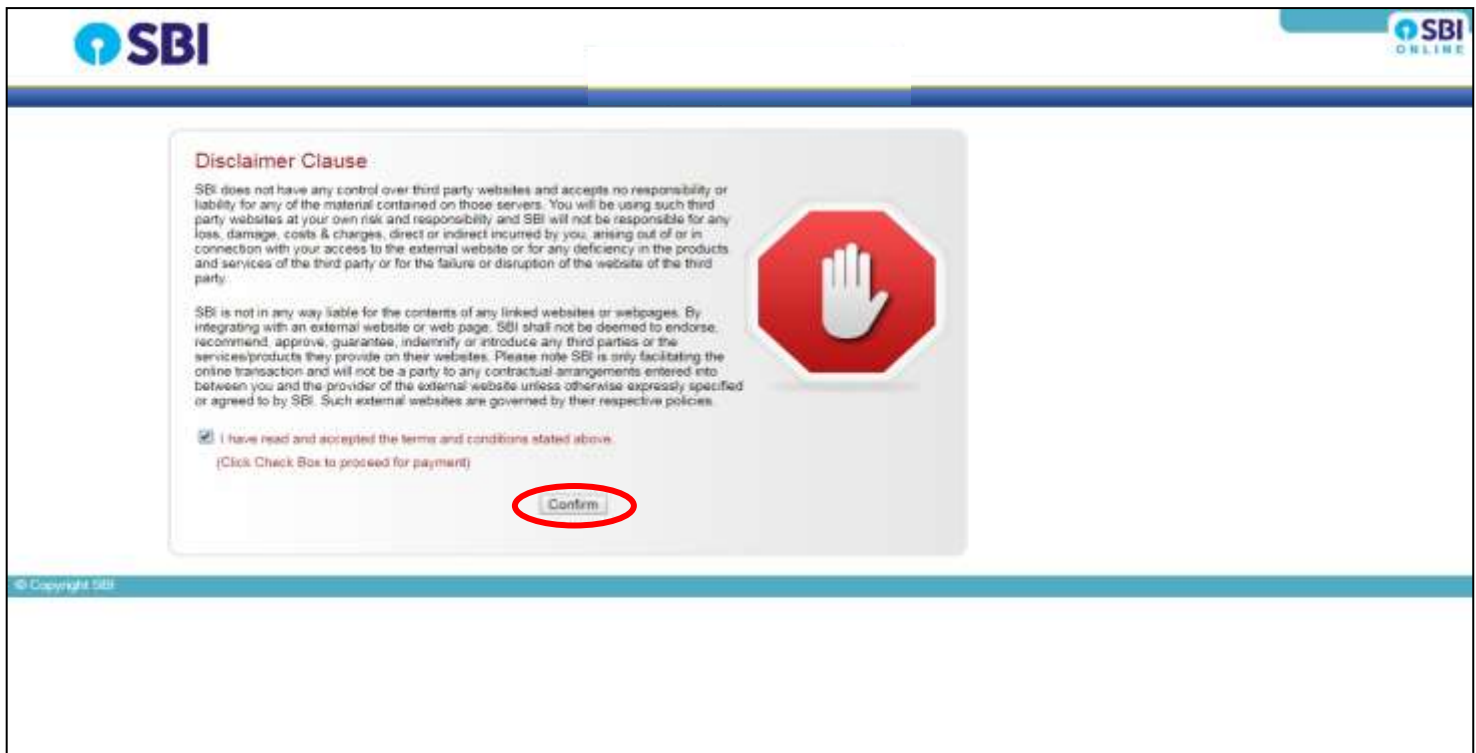 SBI
SBI
ONLINE
Disclaimer Clause
SBI does not have any control over third party websites and accepts no responsibility or
liability for any of the material contained on those servers. You will be using such third
party websites at your own risk and responsibility and SBI will not be responsible for any
loss, damage, costs & charges, direct or indirect incurred by you, arising out of or in
connection with your access to the external website or for any deficiency in the products
and services of the third party or for the failure or disruption of the website of the third
party.
SBI is not in any way liable for the contents of any linked websites or webpages. By
integrating with an external website or web page, SBI shall not be deemed to endorse,
recommend, approve, guarantee, indemnify or introduce any third parties or the
services/products they provide on their websites. Please note SBI is only facilitating the
online transaction and will not be a party to any contractual arrangements entered into
between you and the provider of the external website unless otherwise expressly specified
or agreed to by SBI. Such external websites are governed by their respective policies.
I have read and accepted the terms and conditions stated above.
(Click Check Box to proceed for payment)
Confirm
© Copyright SBI